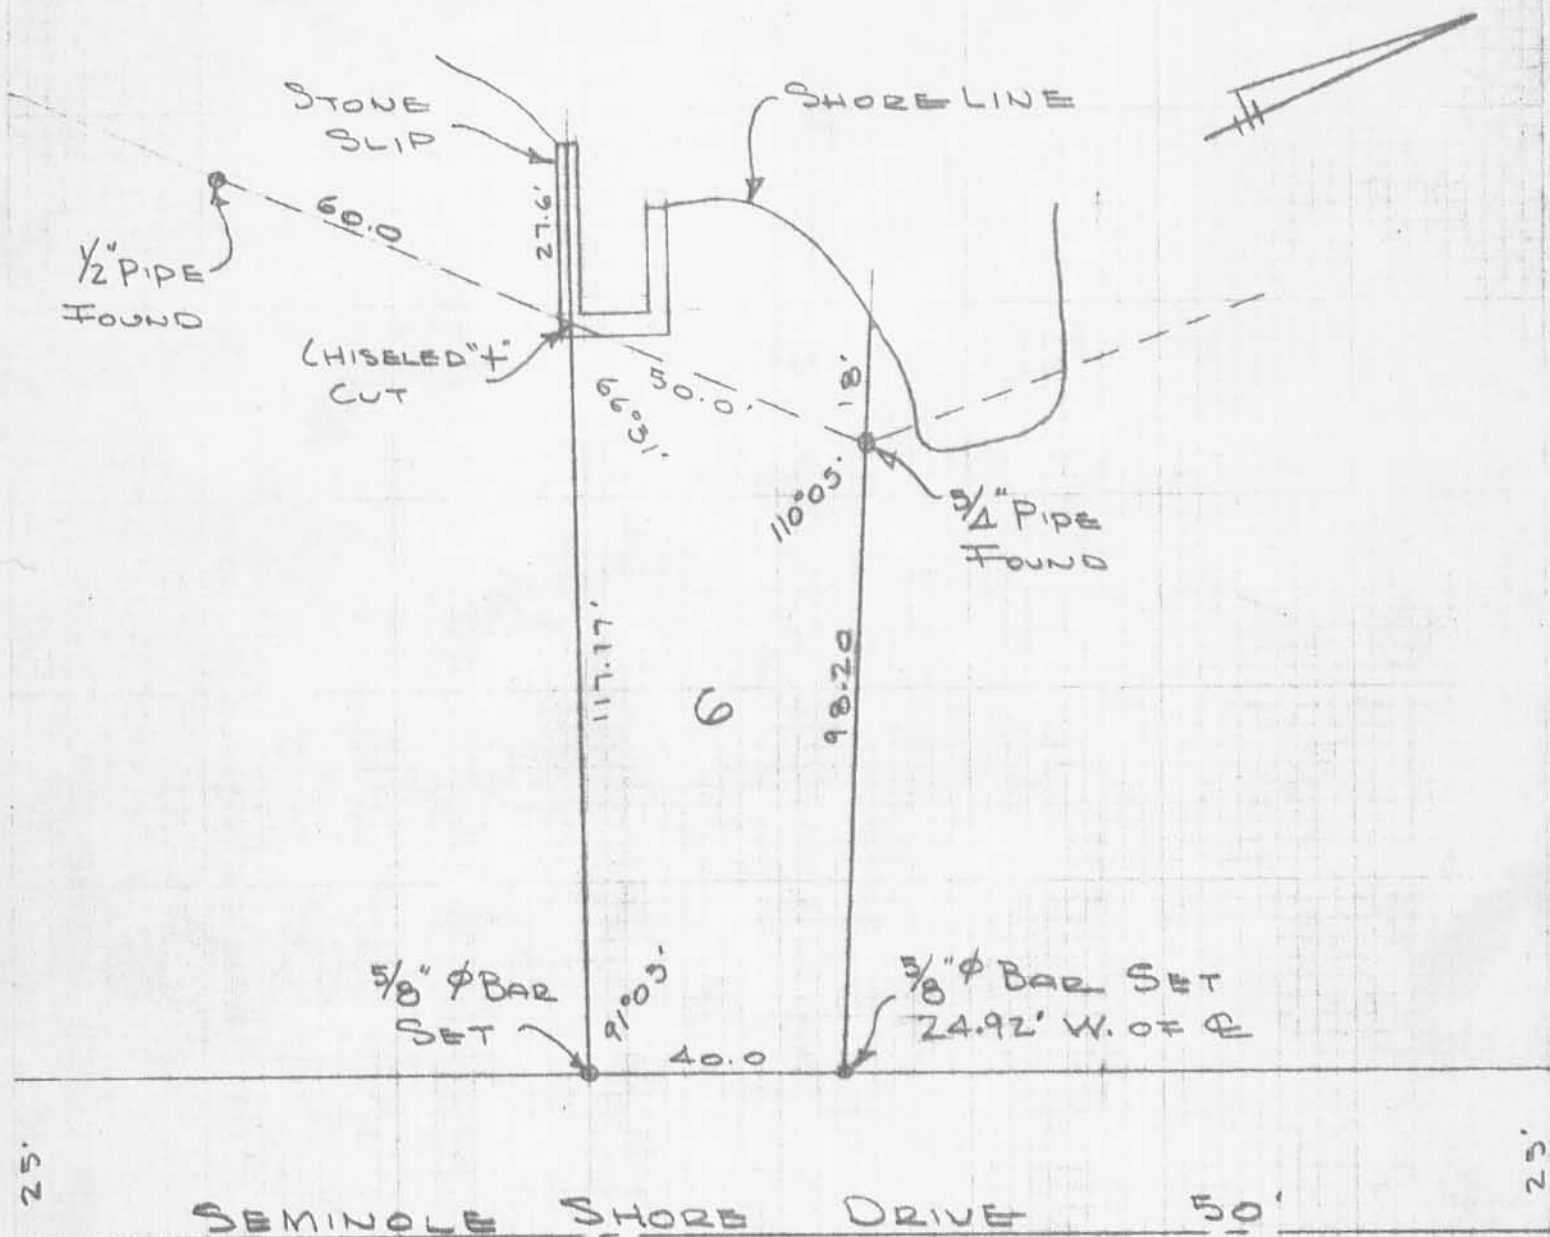 STONE
SLIP
SHORE LINE
60.0
27.6'
1/2" PIPE
FOUND
CHISELED "+"
CUT
50.0'
66°31'
18'
110°05'
3/4" PIPE
FOUND
117.17'
6
98.20
5/8" ϕ BAR
SET
91°03'
40.0
5/8" ϕ BAR SET
24.92' W. OF ℄
25'
25'
SEMINOLE SHORE DRIVE 50'